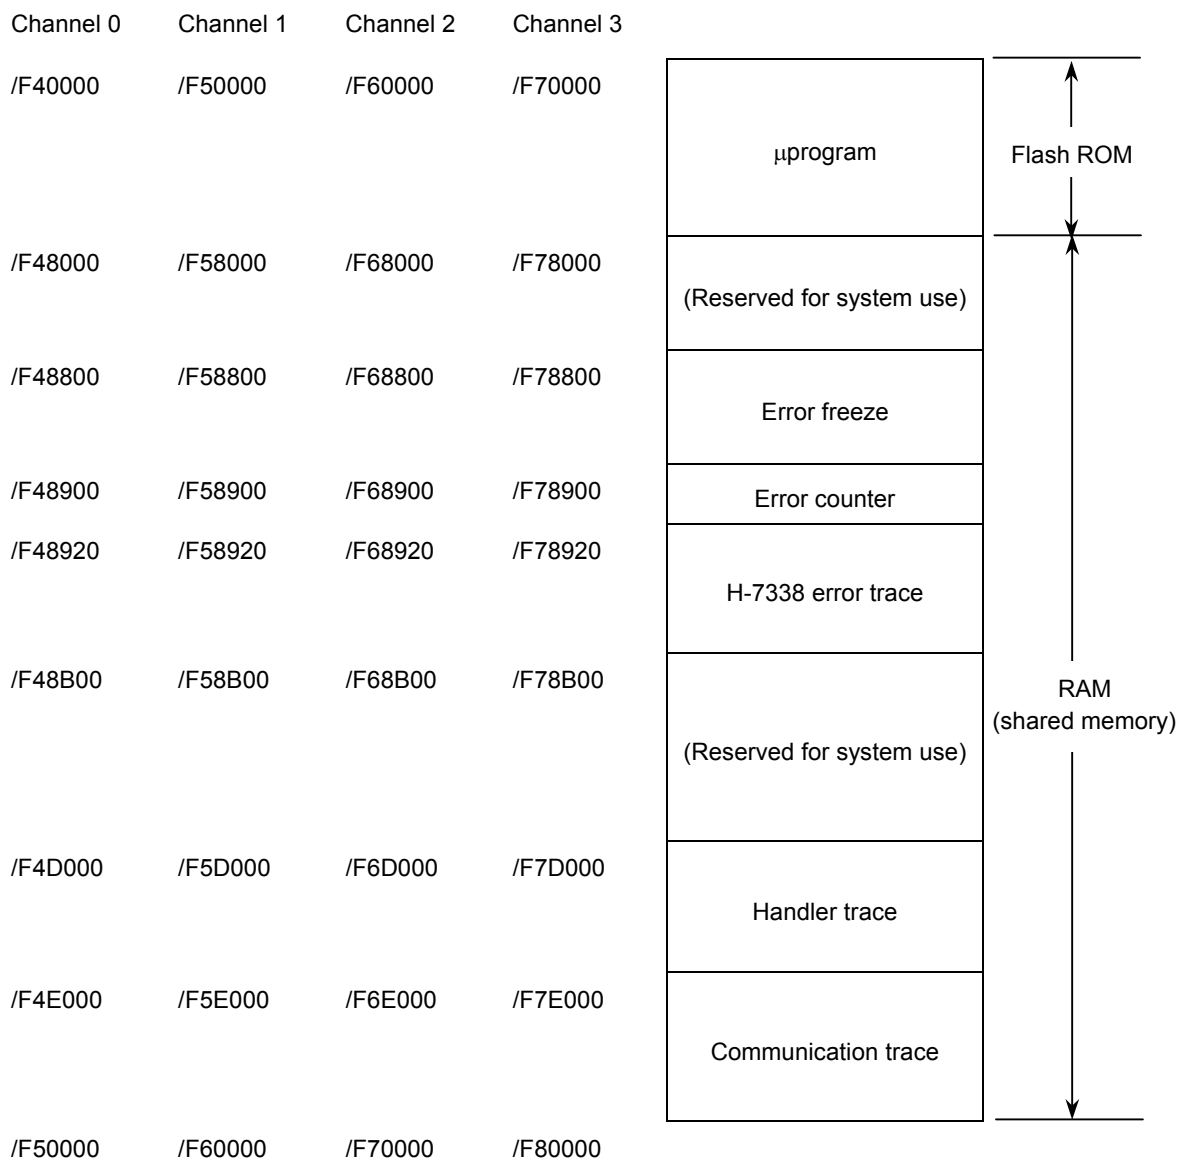 Channel 0 Channel 1 Channel 2 Channel 3
/F40000 /F50000 /F60000 /F70000
μprogram
Flash ROM
/F48000 /F58000 /F68000 /F78000
(Reserved for system use)
/F48800 /F58800 /F68800 /F78800
Error freeze
/F48900 /F58900 /F68900 /F78900
Error counter
/F48920 /F58920 /F68920 /F78920
H-7338 error trace
/F48B00 /F58B00 /F68B00 /F78B00
RAM
(shared memory)
(Reserved for system use)
/F4D000 /F5D000 /F6D000 /F7D000
Handler trace
/F4E000 /F5E000 /F6E000 /F7E000
Communication trace
/F50000 /F60000 /F70000 /F80000